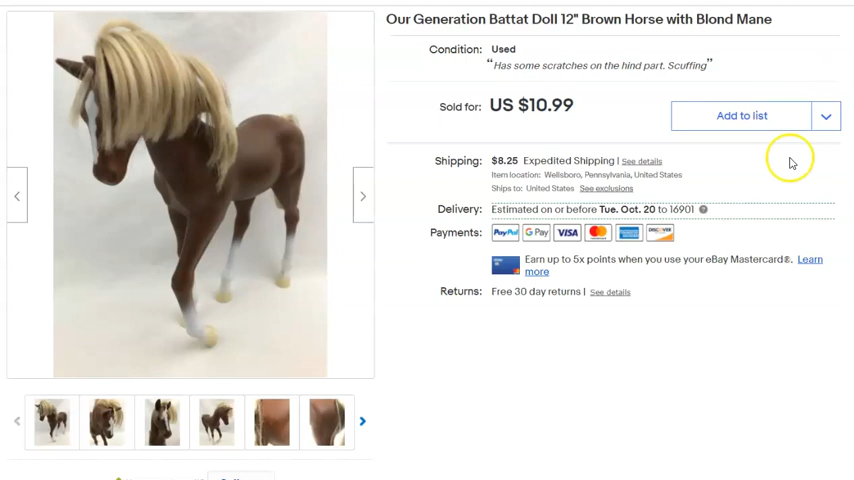 Our Generation Battat Doll 12" Brown Horse with Blond Mane
Condition: Used
“Has some scratches on the hind part. Scuffing”
Sold for: US $10.99
Add to list
Shipping: $8.25 Expedited Shipping | See details
Item location: Wellsboro, Pennsylvania, United States
Ships to: United States See exclusions
Delivery: Estimated on or before Tue. Oct. 20 to 16901
Payments: PayPal G Pay VISA DISCOVER
Earn up to 5x points when you use your eBay Mastercard®. Learn
more
Returns: Free 30 day returns | See details